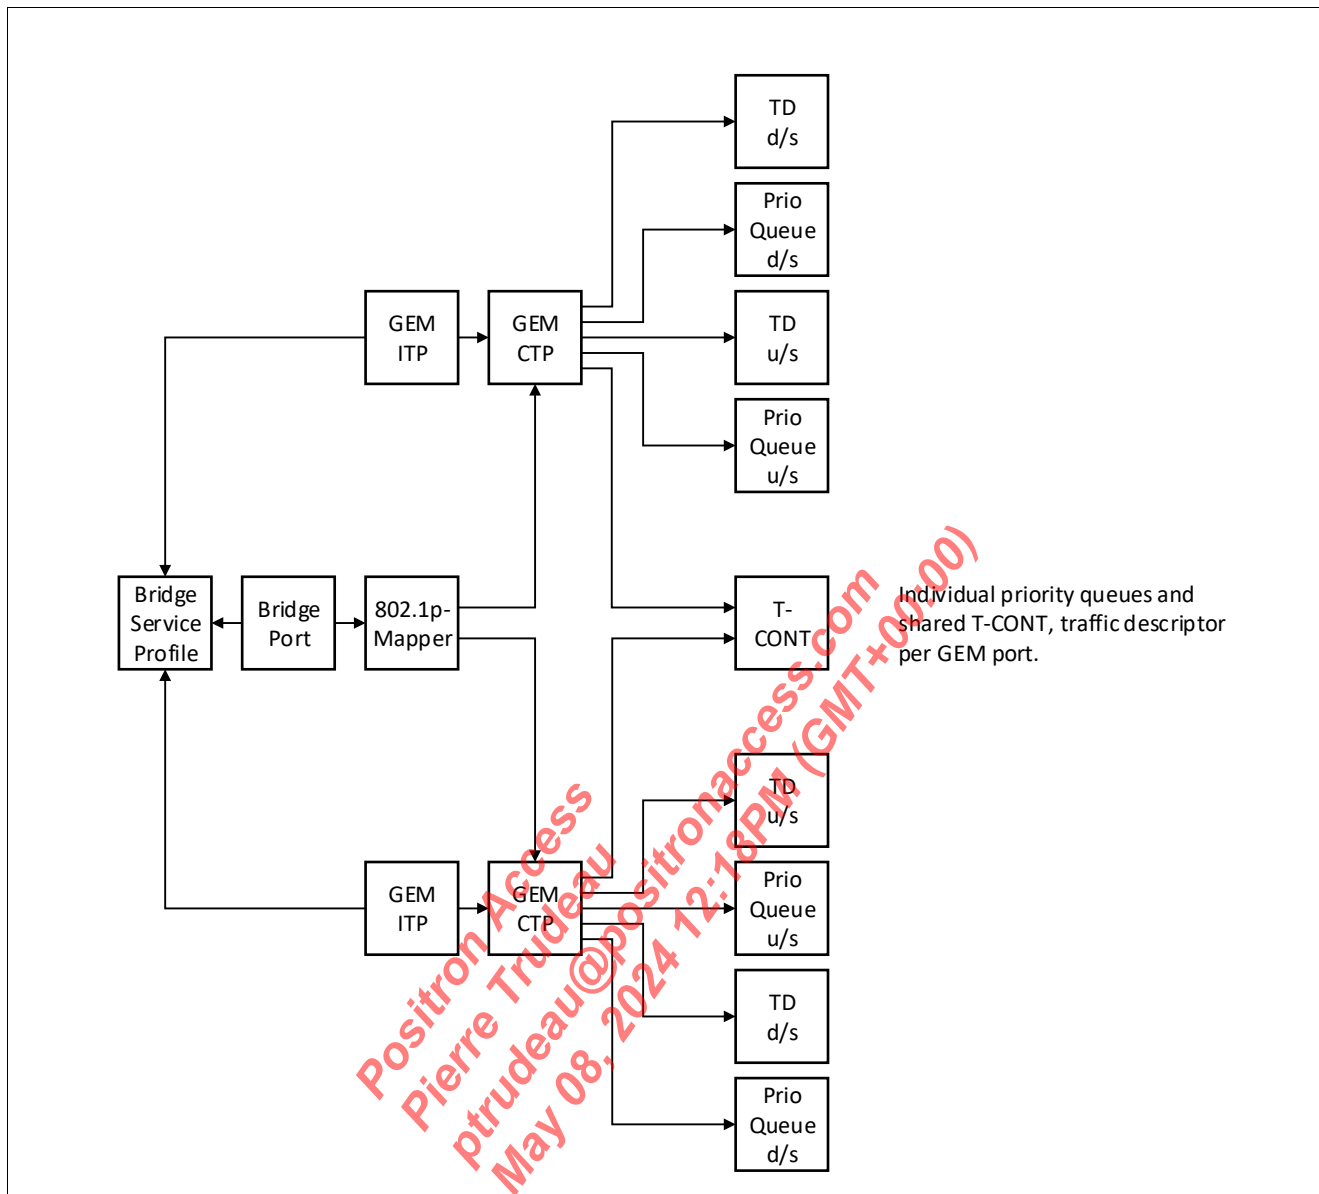 TD
d/s
Prio
Queue
d/s
GEM
ITP
GEM
CTP
TD
u/s
Prio
Queue
u/s
Bridge
Service
Profile
Bridge
Port
802.1p-
Mapper
T-
CONT
Individual priority queues and
shared T-CONT, traffic descriptor
per GEM port.
TD
u/s
GEM
ITP
GEM
CTP
Prio
Queue
u/s
TD
d/s
Prio
Queue
d/s
Positron Access
Pierre Trudeau
ptrudeau@positronaccess.com
May 08, 2024 12:18PM (GMT+00:00)